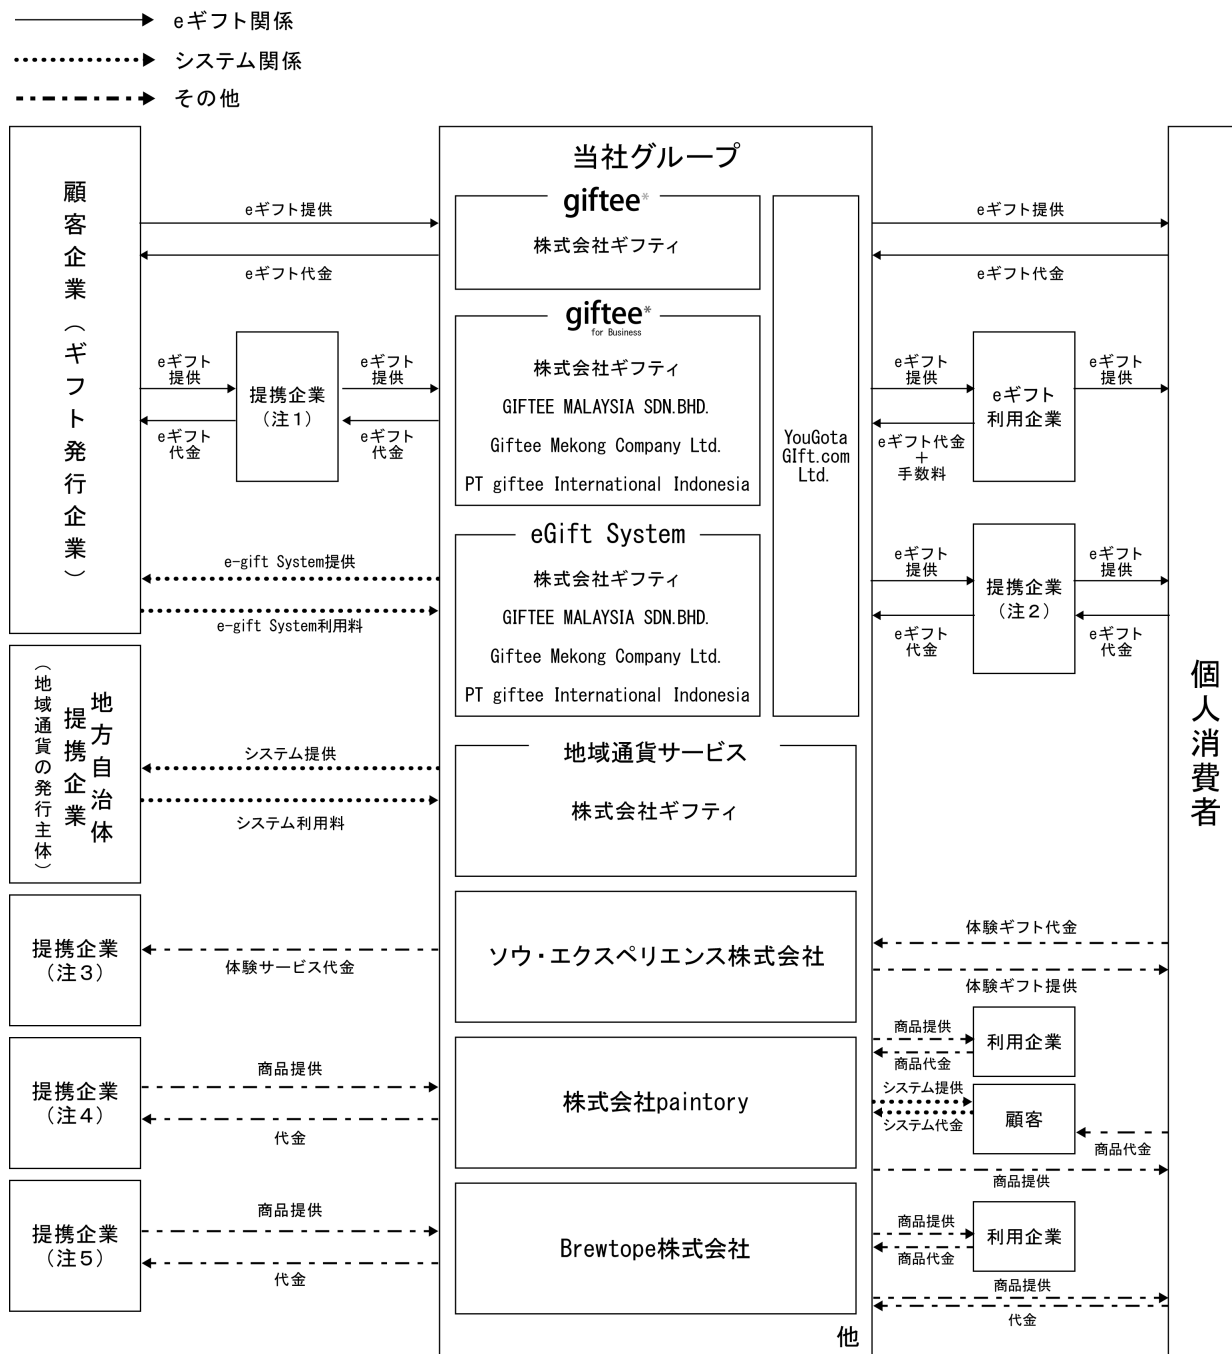 eギフト関係
システム関係
その他
顧客企業（ギフト発行企業）
eギフト提供
eギフト代金
eギフト
提供
eギフト
代金
提携企業
（注1）
eギフト
提供
eギフト
代金
e-gift System提供
e-gift System利用料
地方自治体
提携企業
（地域通貨の発行主体）
システム提供
システム利用料
提携企業
（注3）
体験サービス代金
提携企業
（注4）
商品提供
代金
提携企業
（注5）
商品提供
代金
当社グループ
giftee*
株式会社ギフティ
giftee*
for Business
株式会社ギフティ
GIFTEE MALAYSIA SDN.BHD.
Giftee Mekong Company Ltd.
PT giftee International Indonesia
eGift System
株式会社ギフティ
GIFTEE MALAYSIA SDN.BHD.
Giftee Mekong Company Ltd.
PT giftee International Indonesia
YouGota
GIft.com
Ltd.
地域通貨サービス
株式会社ギフティ
ソウ・エクスペリエンス株式会社
株式会社paintory
Brewtope株式会社
他
eギフト提供
eギフト代金
eギフト
提供
eギフト代金
＋
手数料
eギフト
利用企業
eギフト
提供
eギフト
提供
eギフト
代金
提携企業
（注2）
eギフト
提供
eギフト
代金
体験ギフト代金
体験ギフト提供
商品提供
商品代金
利用企業
システム提供
システム代金
顧客
商品代金
商品提供
商品提供
商品代金
利用企業
商品提供
代金
個人消費者